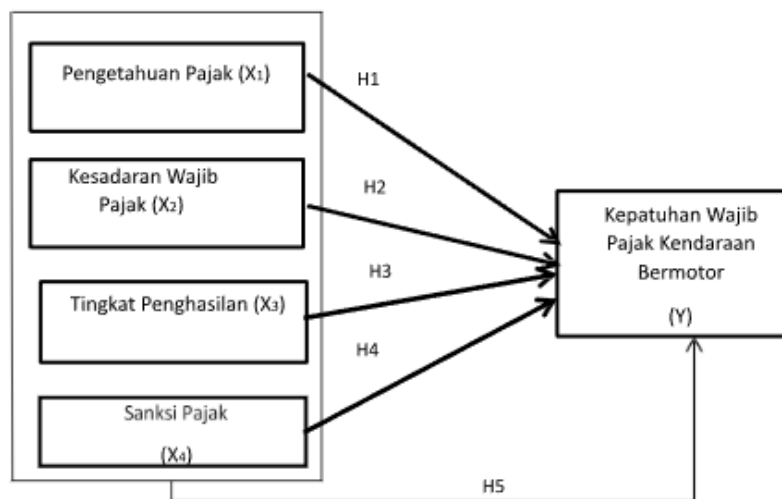 Pengetahuan Pajak (X1)
H1
Kesadaran Wajib
Pajak (X2)
H2
Kepatuhan Wajib
Pajak Kendaraan
Bermotor
(Y)
H3
Tingkat Penghasilan (X3)
H4
Sanksi Pajak
(X4)
H5